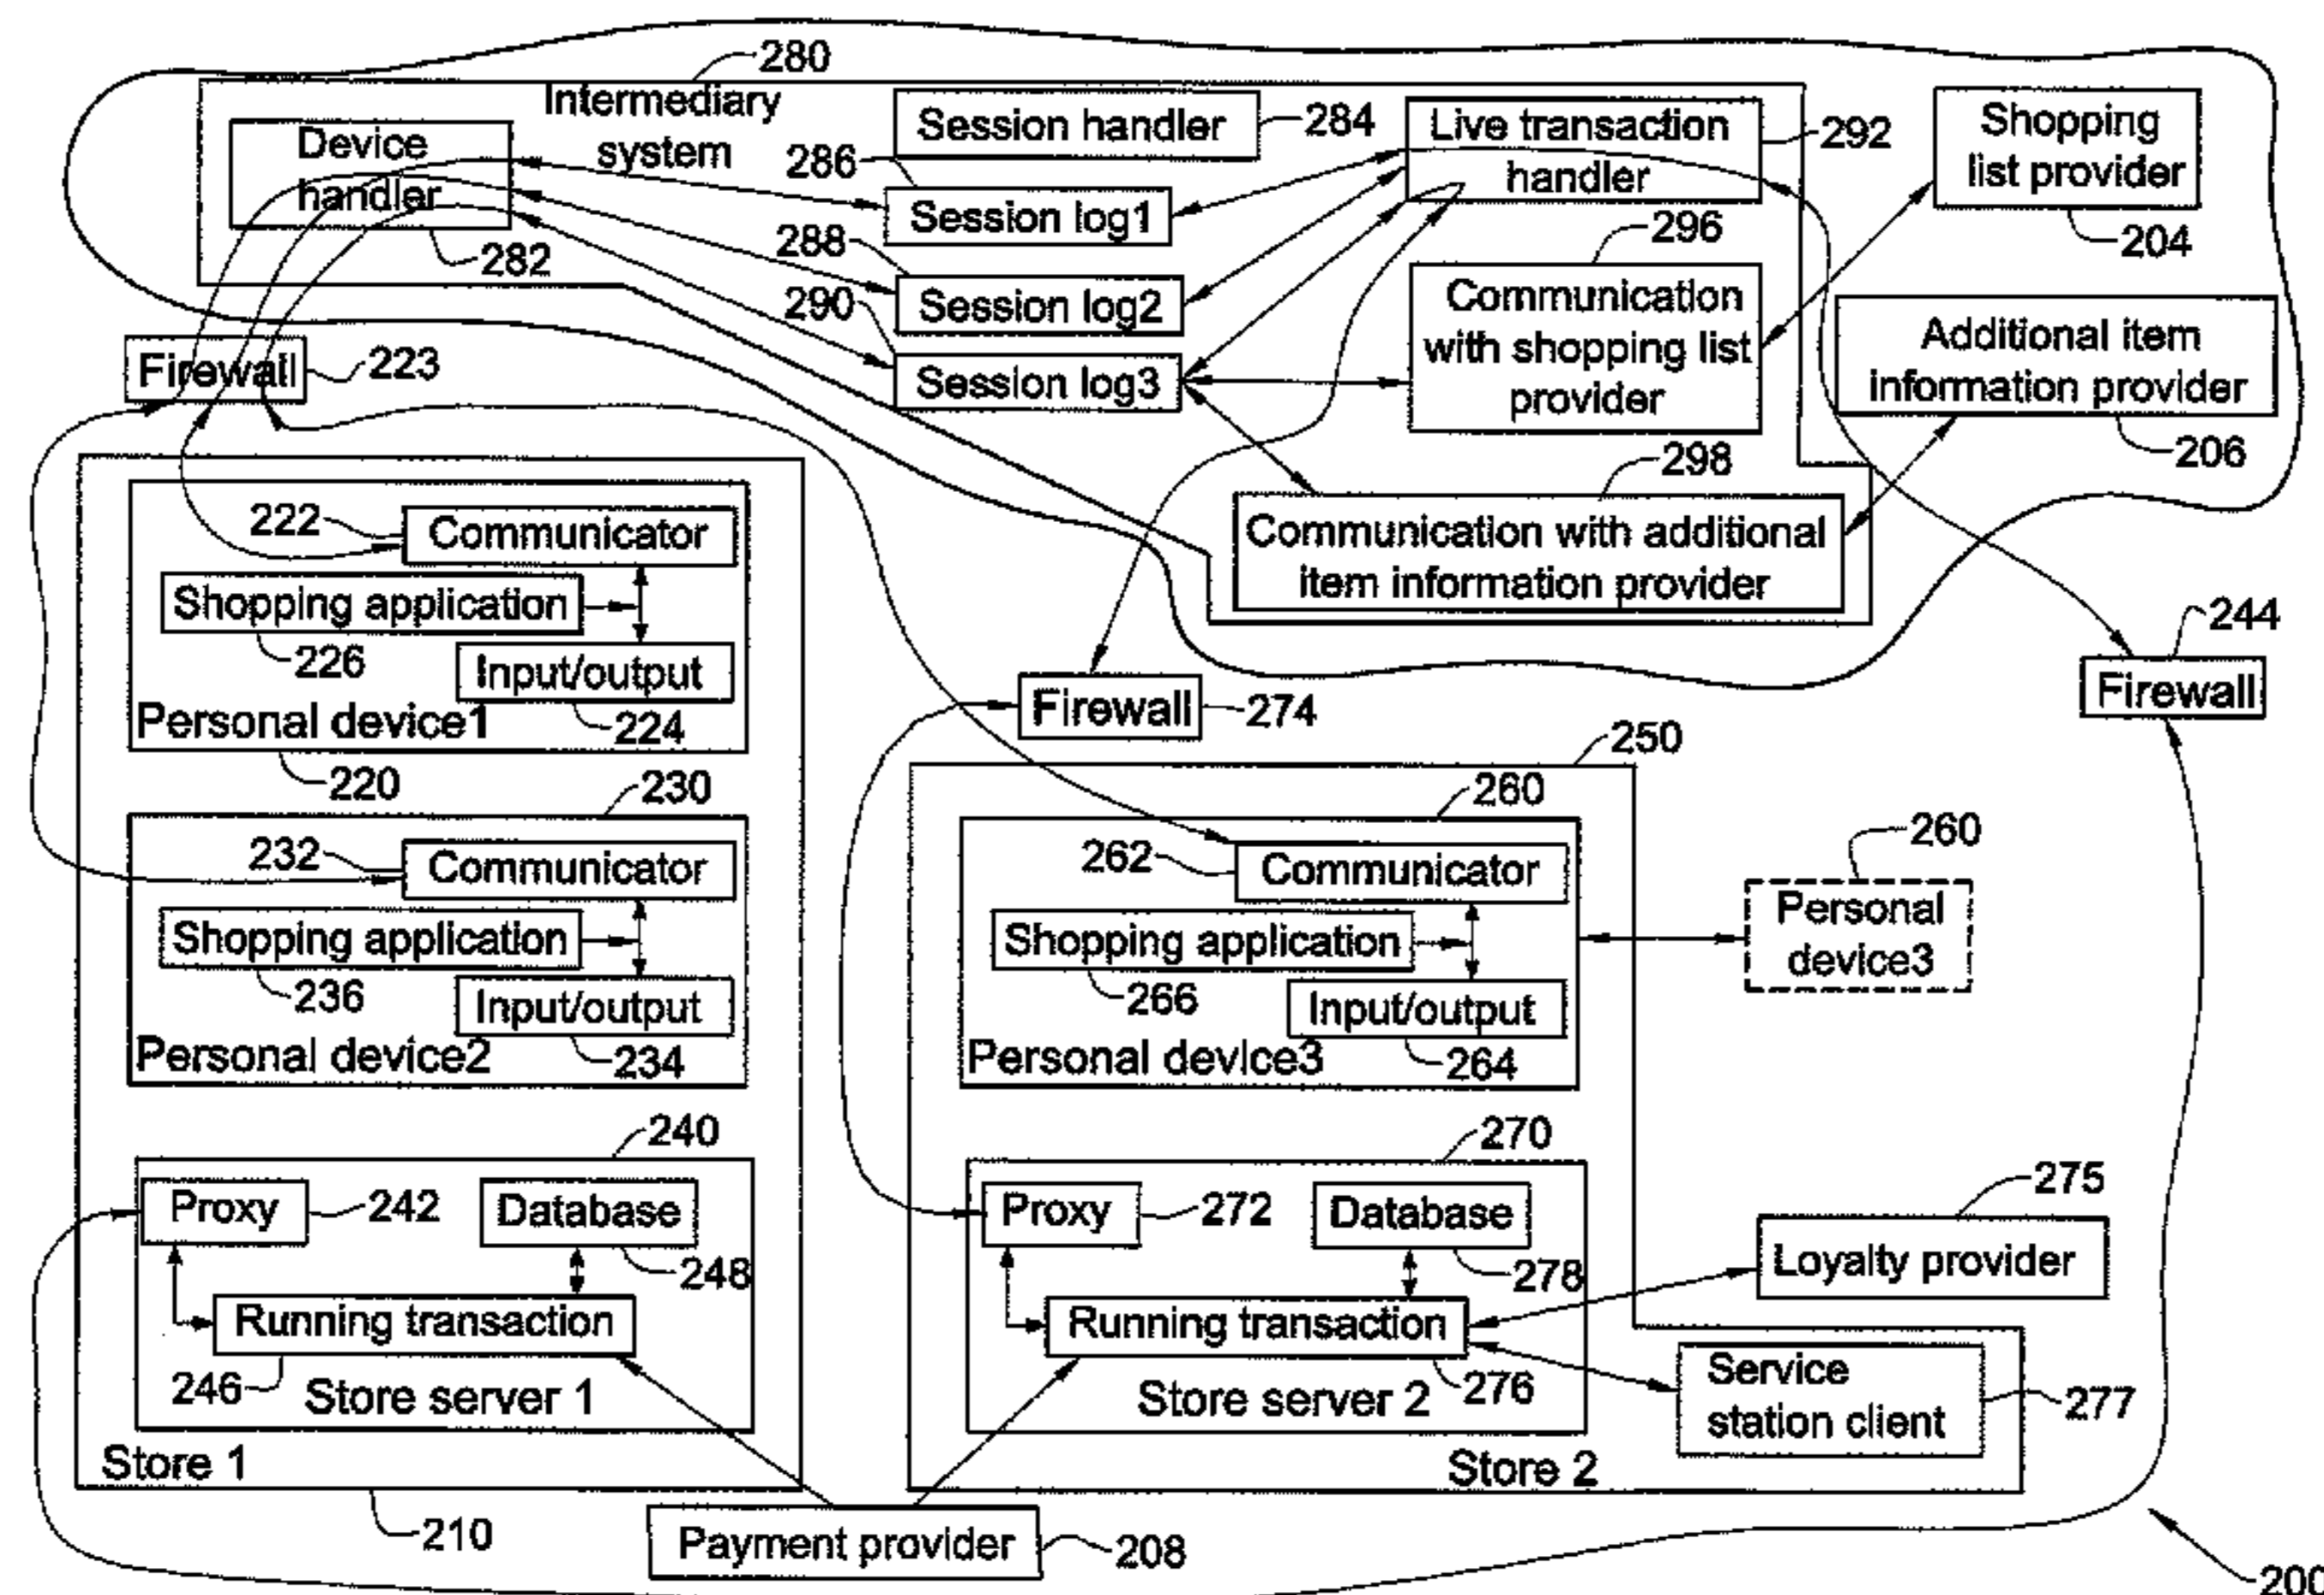 280
Intermediary
system
Device
handler
282
Session handler
284
286
Session log1
288
Session log2
290
Session log3
Live transaction
handler
292
296
Communication
with shopping list
provider
298
Communication with additional
item information provider
Shopping
list provider
204
Additional item
information provider
206
Firewall
223
222
Communicator
Shopping application
226
Input/output
224
Personal device1
220
230
232
Communicator
Shopping application
236
Input/output
234
Personal device2
240
Proxy
242
Database
248
Running transaction
246
Store server 1
Store 1
210
Firewall
274
244
Firewall
250
260
262
Communicator
Shopping application
266
Input/output
264
Personal device3
260
Personal
device3
270
Proxy
272
Database
278
Running transaction
276
Store server 2
275
Loyalty provider
Service
station client
277
Store 2
Payment provider
208
200